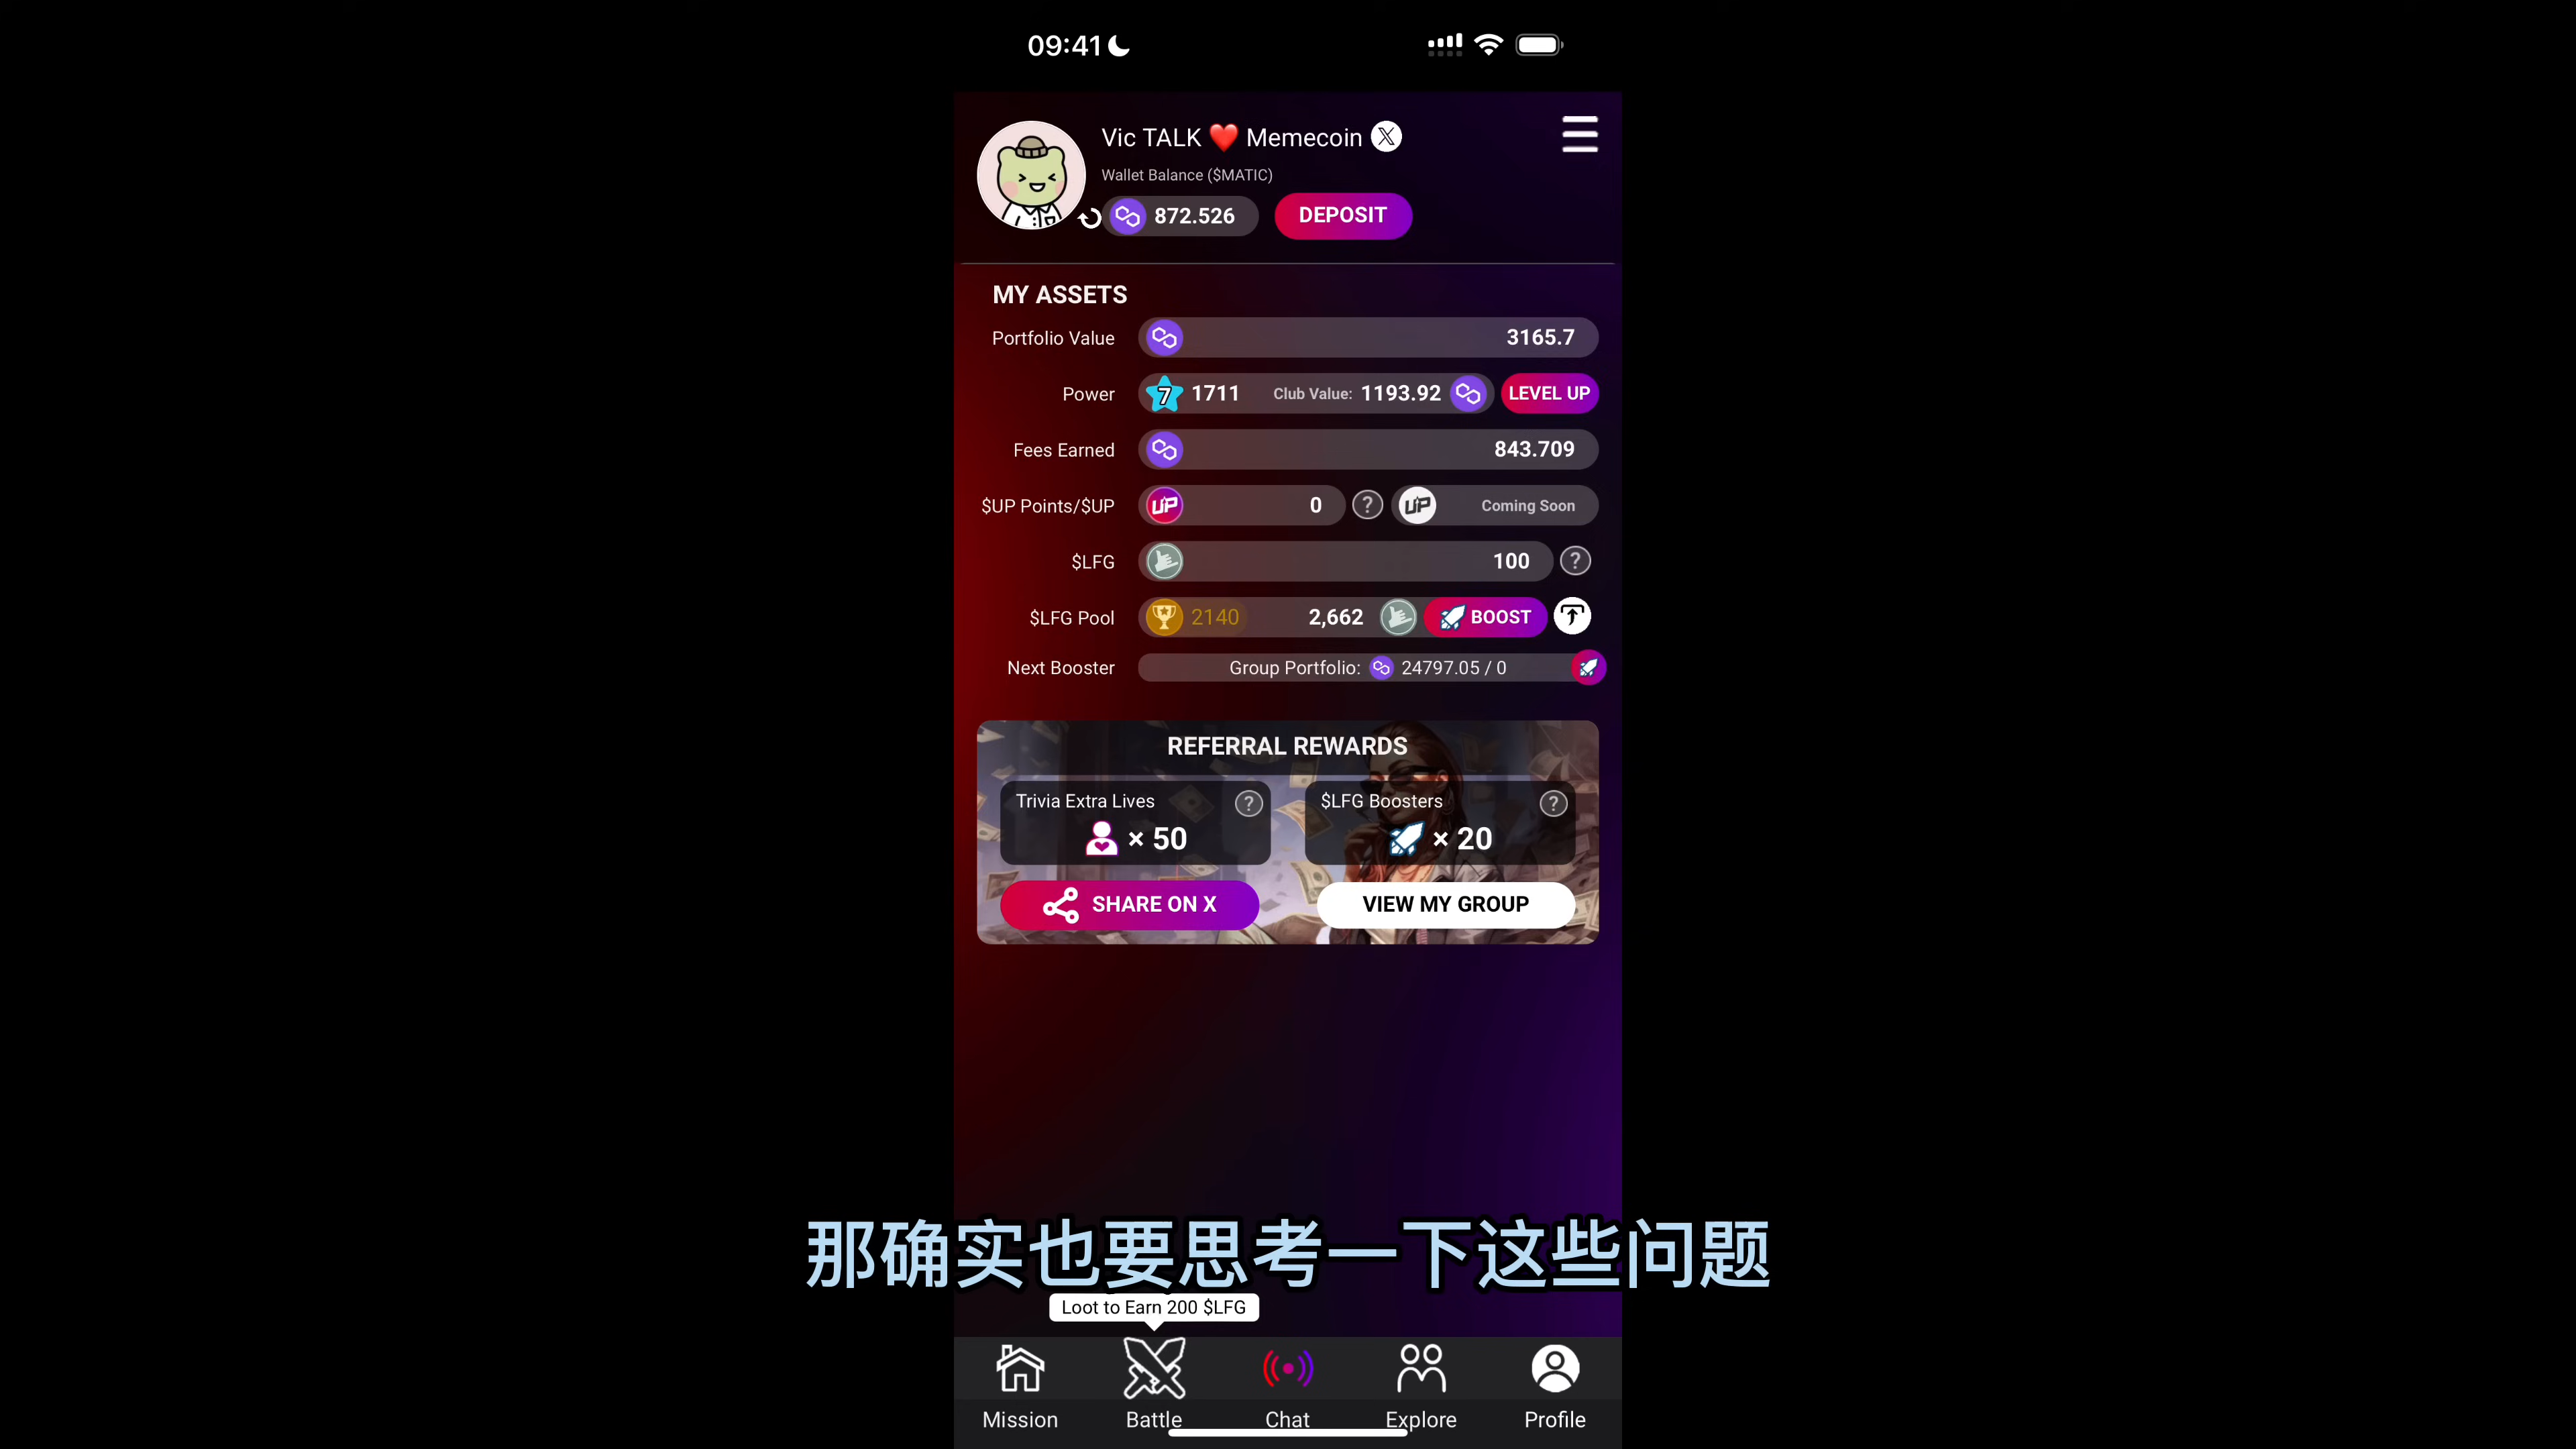 09:41
Vic TALK ❤️ Memecoin X
Wallet Balance ($MATIC)
872.526 DEPOSIT
MY ASSETS
Portfolio Value 3165.7
Power 7 1711 Club Value: 1193.92 LEVEL UP
Fees Earned 843.709
$UP Points/$UP UP 0 ? UP Coming Soon
$LFG 100 ?
$LFG Pool 2140 2,662 BOOST
Next Booster Group Portfolio: 24797.05 / 0
REFERRAL REWARDS
Trivia Extra Lives ? $LFG Boosters ?
× 50 × 20
SHARE ON X VIEW MY GROUP
那确实也要思考一下这些问题
Loot to Earn 200 $LFG
Mission Battle Chat Explore Profile